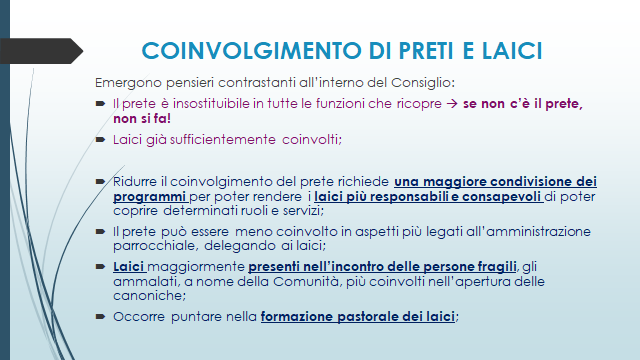 COINVOLGIMENTO DI PRETI E LAICI
Emergono pensieri contrastanti all'interno del Consiglio:
Il prete è insostituibile in tutte le funzioni che ricopre → se non c'è il prete,
non si fa!
Laici già sufficientemente coinvolti;
Ridurre il coinvolgimento del prete richiede una maggiore condivisione dei
programmi per poter rendere i laici più responsabili e consapevoli di poter
coprire determinati ruoli e servizi;
Il prete può essere meno coinvolto in aspetti più legati all'amministrazione
parrocchiale, delegando ai laici;
Laici maggiormente presenti nell'incontro delle persone fragili, gli
ammalati, a nome della Comunità, più coinvolti nell'apertura delle
canoniche;
Occorre puntare nella formazione pastorale dei laici;